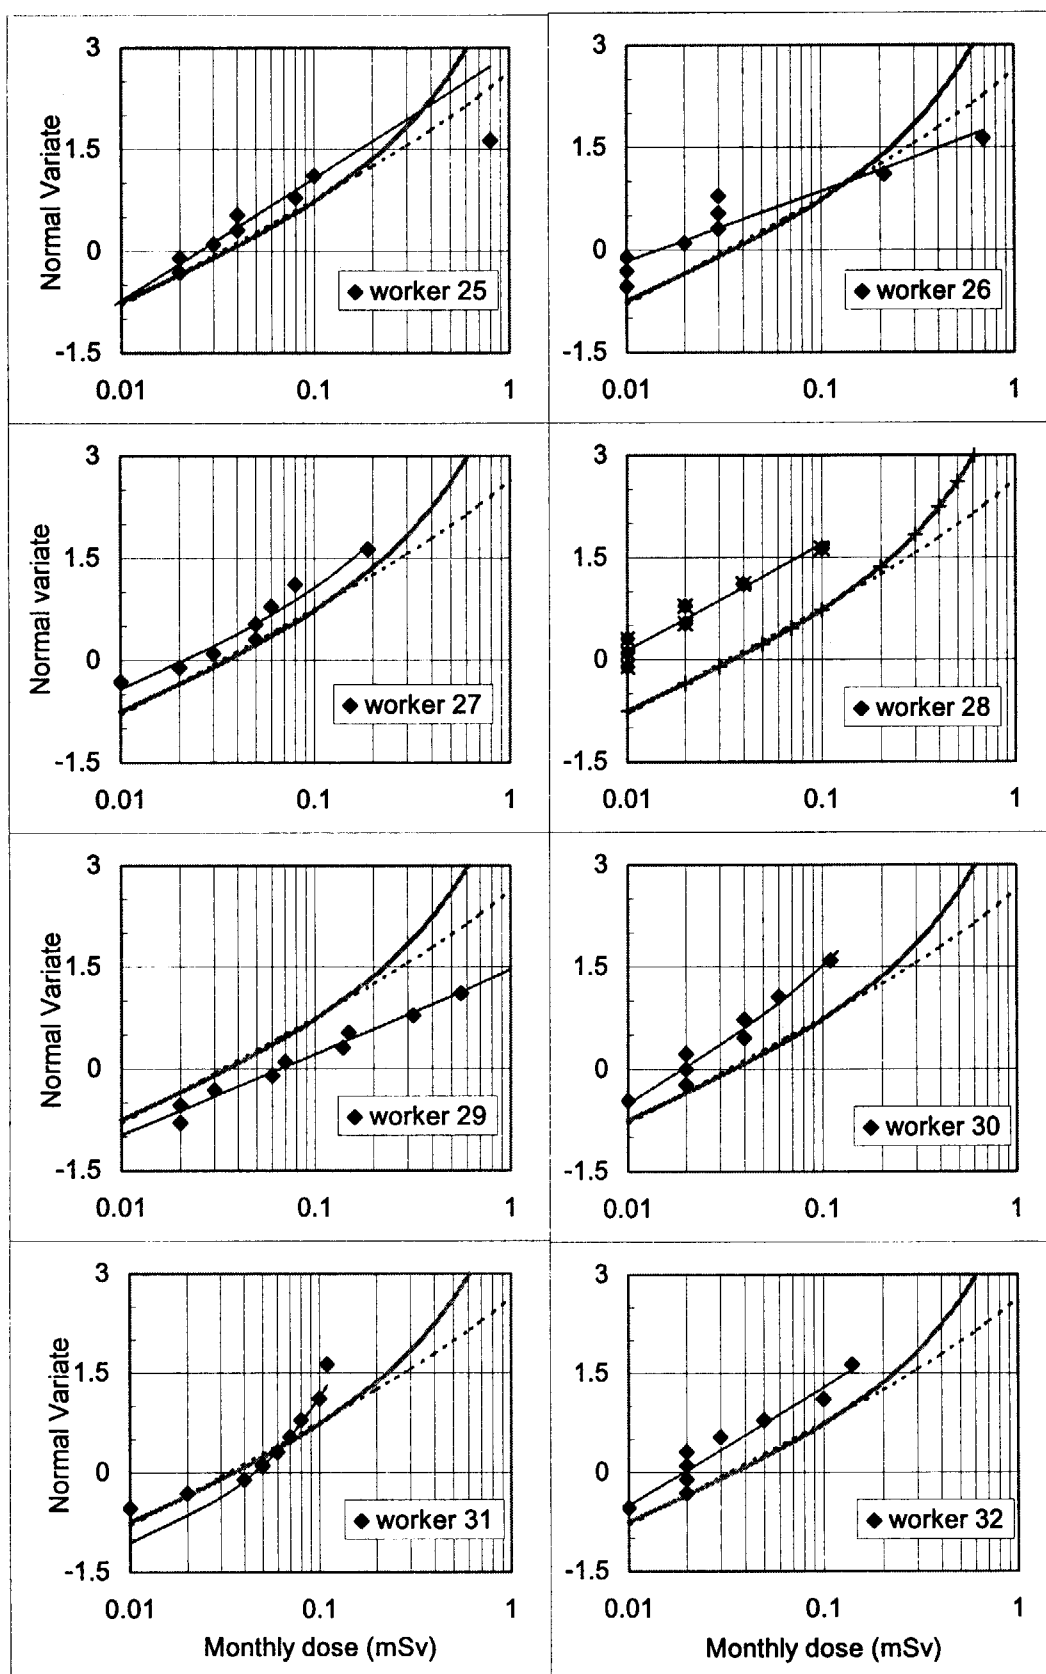 3
1.5
0
-1.5
Normal Variate
worker 25
0.01 0.1 1
3
1.5
0
-1.5
worker 26
0.01 0.1 1
3
1.5
0
-1.5
Normal variate
worker 27
0.01 0.1 1
3
1.5
0
-1.5
worker 28
0.01 0.1 1
3
1.5
0
-1.5
Normal Variate
worker 29
0.01 0.1 1
3
1.5
0
-1.5
worker 30
0.01 0.1 1
3
1.5
0
-1.5
Normal Variate
worker 31
0.01 0.1 1
Monthly dose (mSv)
3
1.5
0
-1.5
worker 32
0.01 0.1 1
Monthly dose (mSv)